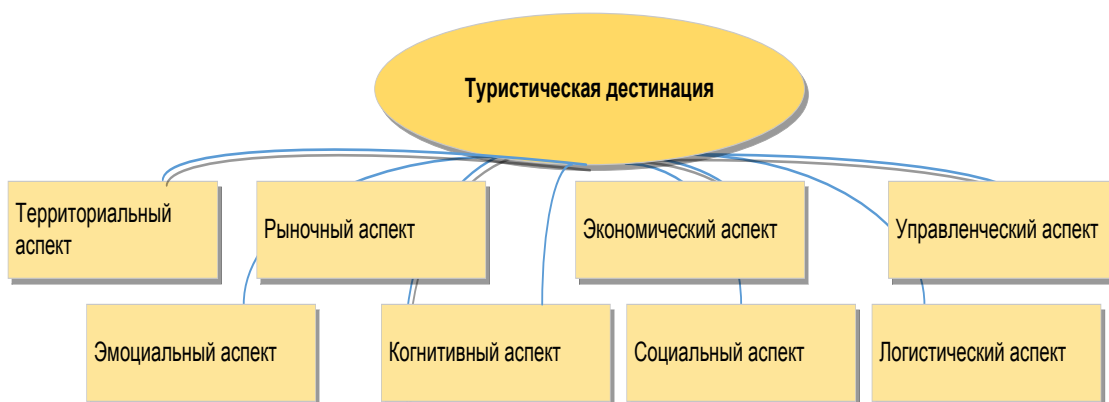 Туристическая дестинация
Территориальный
аспект
Рыночный аспект
Экономический аспект
Управленческий аспект
Эмоциальный аспект
Когнитивный аспект
Социальный аспект
Логистический аспект